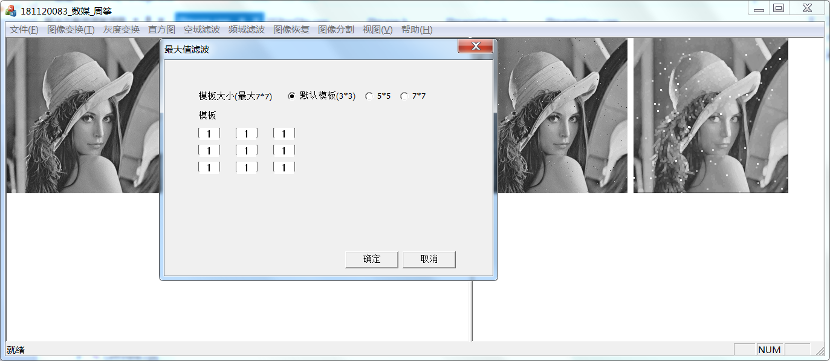 181120083_数媒_周筝
文件(F) 图像变换(T) 灰度变换 直方图 空域滤波 频域滤波 图像恢复 图像分割 视图(V) 帮助(H)
最大值滤波
模板大小(最大7*7) 默认模板(3*3) 5*5 7*7
模板
1 1 1
1 1 1
1 1 1
确定 取消
就绪 NUM